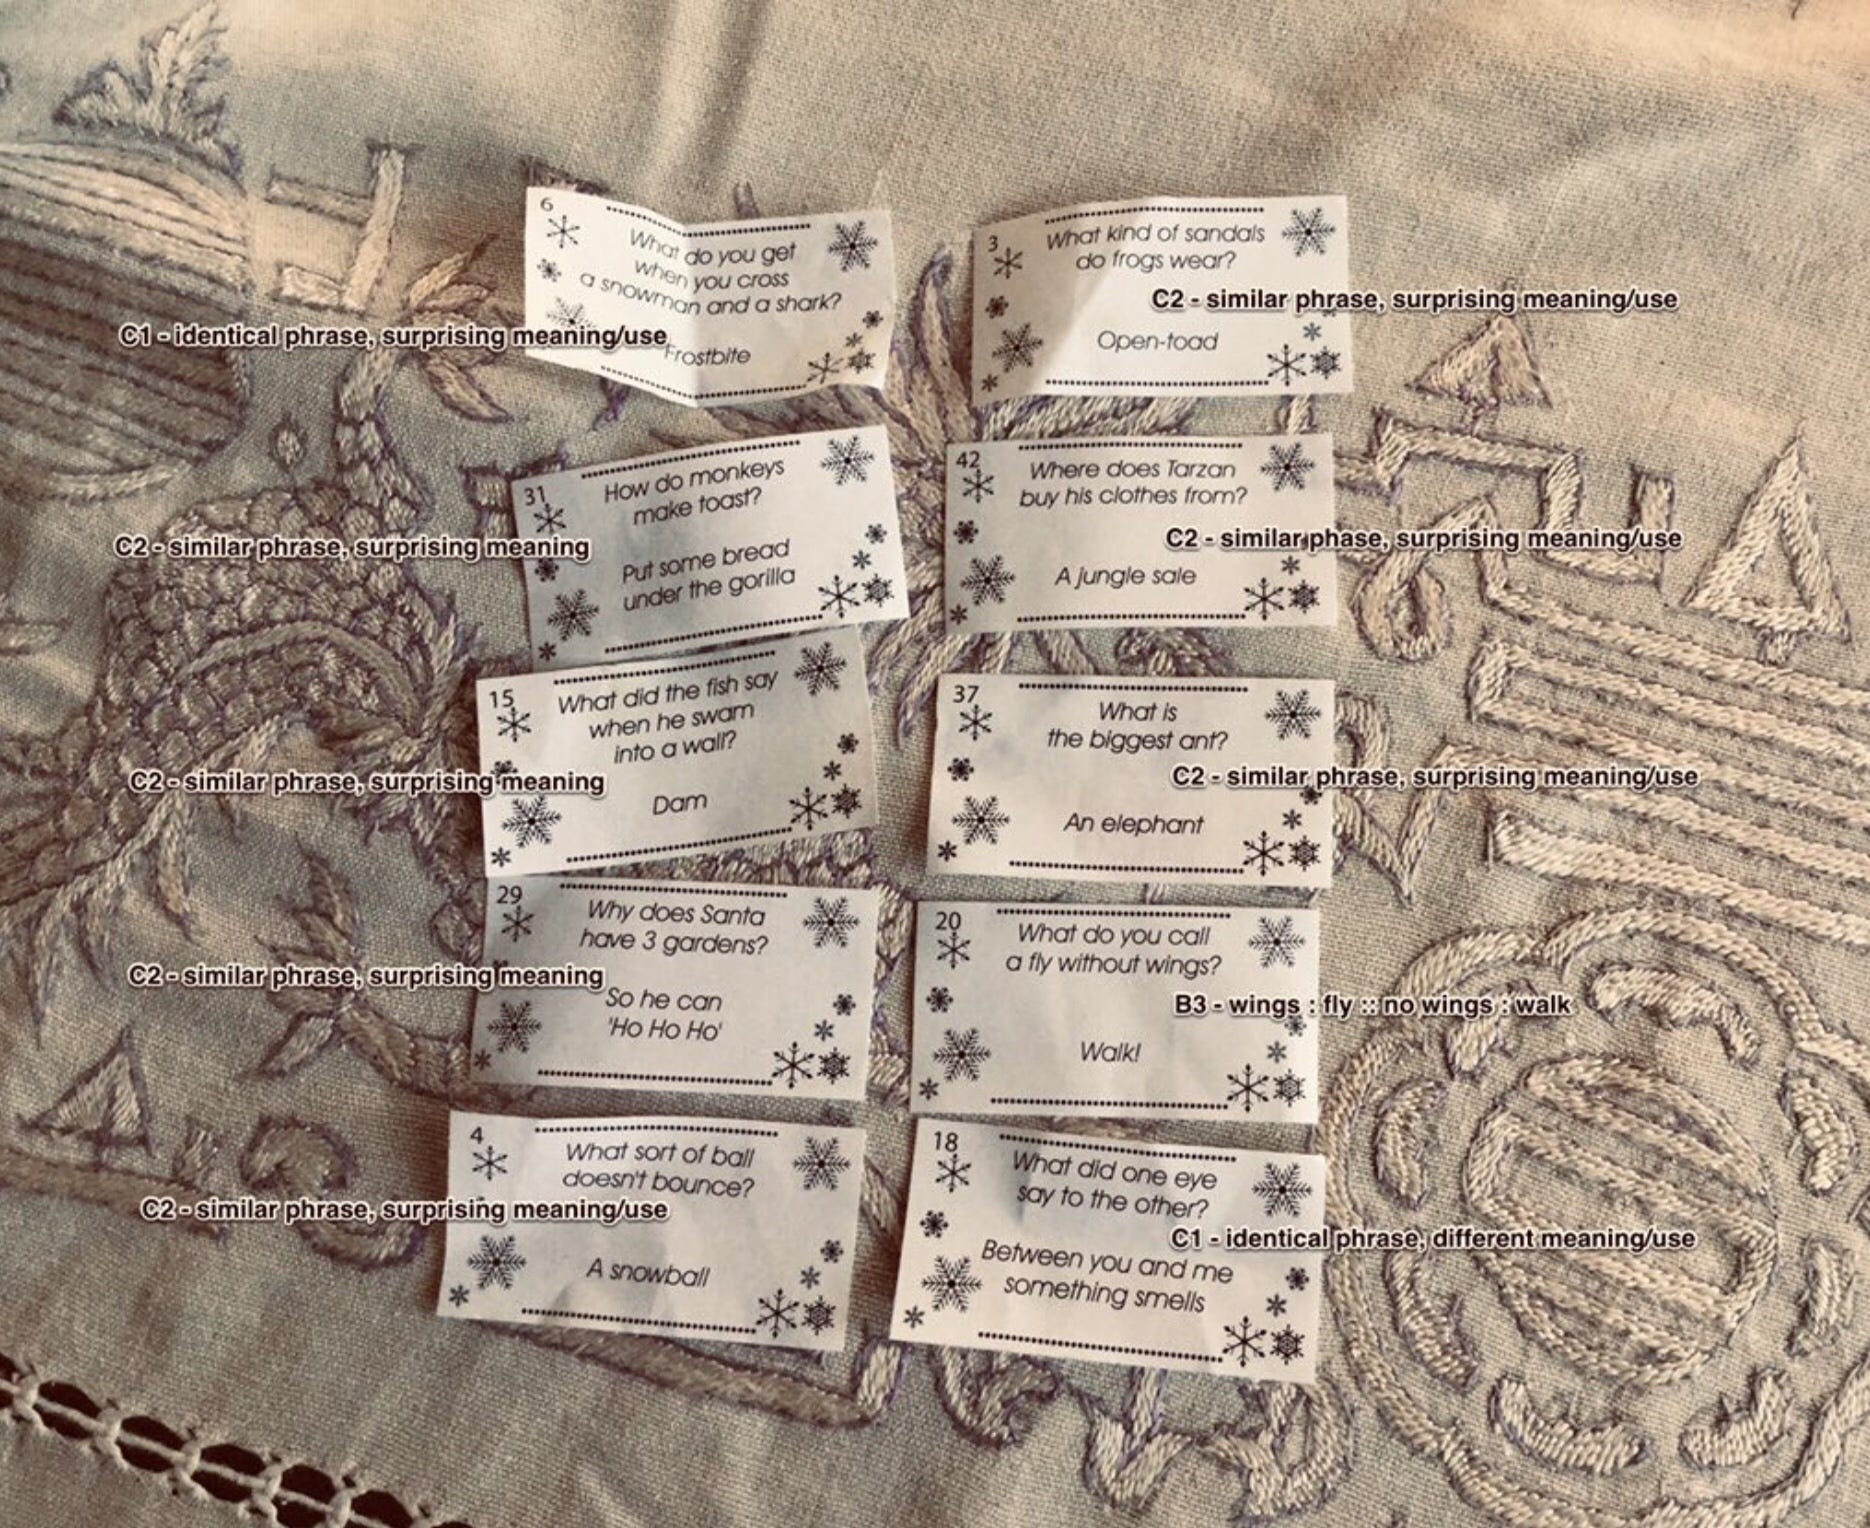 6
What do you get
when you cross
a snowman and a shark?
C1 - identical phrase, surprising meaning/use
Frostbite
3
What kind of sandals
do frogs wear?
C2 - similar phrase, surprising meaning/use
Open-toad
31
How do monkeys
make toast?
C2 - similar phrase, surprising meaning
Put some bread
under the gorilla
42
Where does Tarzan
buy his clothes from?
C2 - similar phase, surprising meaning/use
A jungle sale
15
What did the fish say
when he swam
into a wall?
C2 - similar phrase, surprising meaning
Dam
37
What is
the biggest ant?
C2 - similar phrase, surprising meaning/use
An elephant
29
Why does Santa
have 3 gardens?
C2 - similar phrase, surprising meaning
So he can
'Ho Ho Ho'
20
What do you call
a fly without wings?
B3 - wings : fly :: no wings : walk
Walk!
4
What sort of ball
doesn't bounce?
C2 - similar phrase, surprising meaning/use
A snowball
18
What did one eye
say to the other?
C1 - identical phrase, different meaning/use
Between you and me
something smells